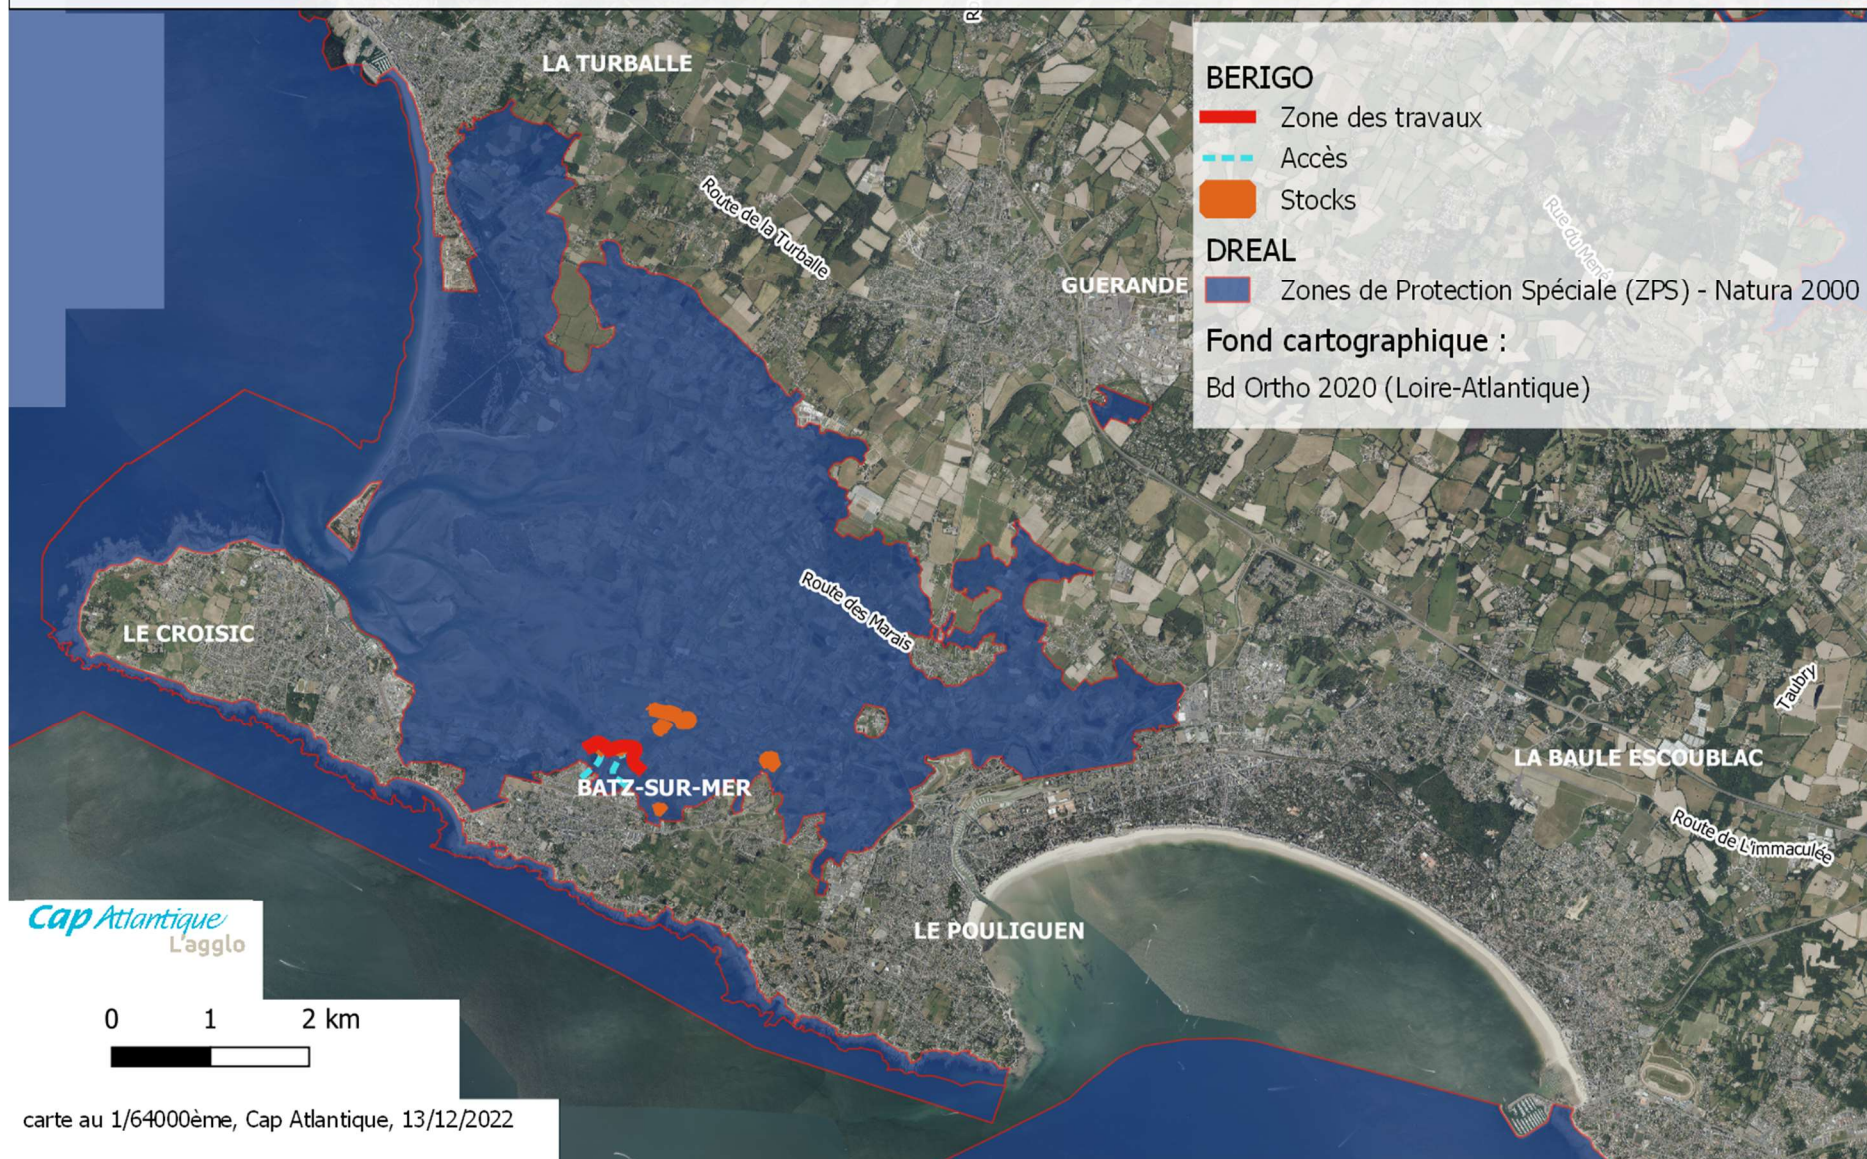 R
LA TURBALLE
BERIGO
Zone des travaux
Accès
Stocks
DREAL
Zones de Protection Spéciale (ZPS) - Natura 2000
Fond cartographique :
Bd Ortho 2020 (Loire-Atlantique)
Route de la Turballe
Rue du Mené
GUERANDE
Route des Marais
LE CROISIC
Taubry
LA BAULE ESCOUBLAC
BATZ-SUR-MER
Route de L'immaculée
LE POULIGUEN
Cap Atlantique
L'agglo
0 1 2 km
carte au 1/64000ème, Cap Atlantique, 13/12/2022